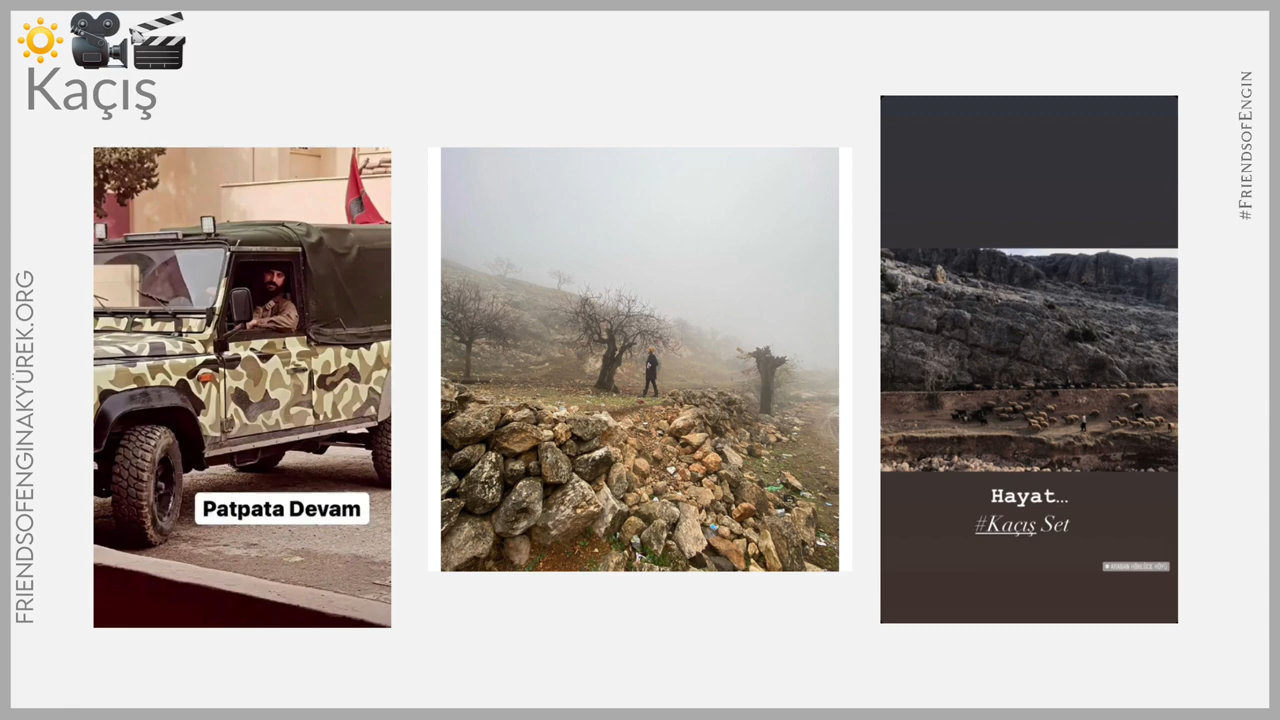 Kaçış
FRIENDSOFENGINAKYÜREK.ORG
#FRIENDSOFENGIN
Patpata Devam
Hayat...
#Kaçış Set